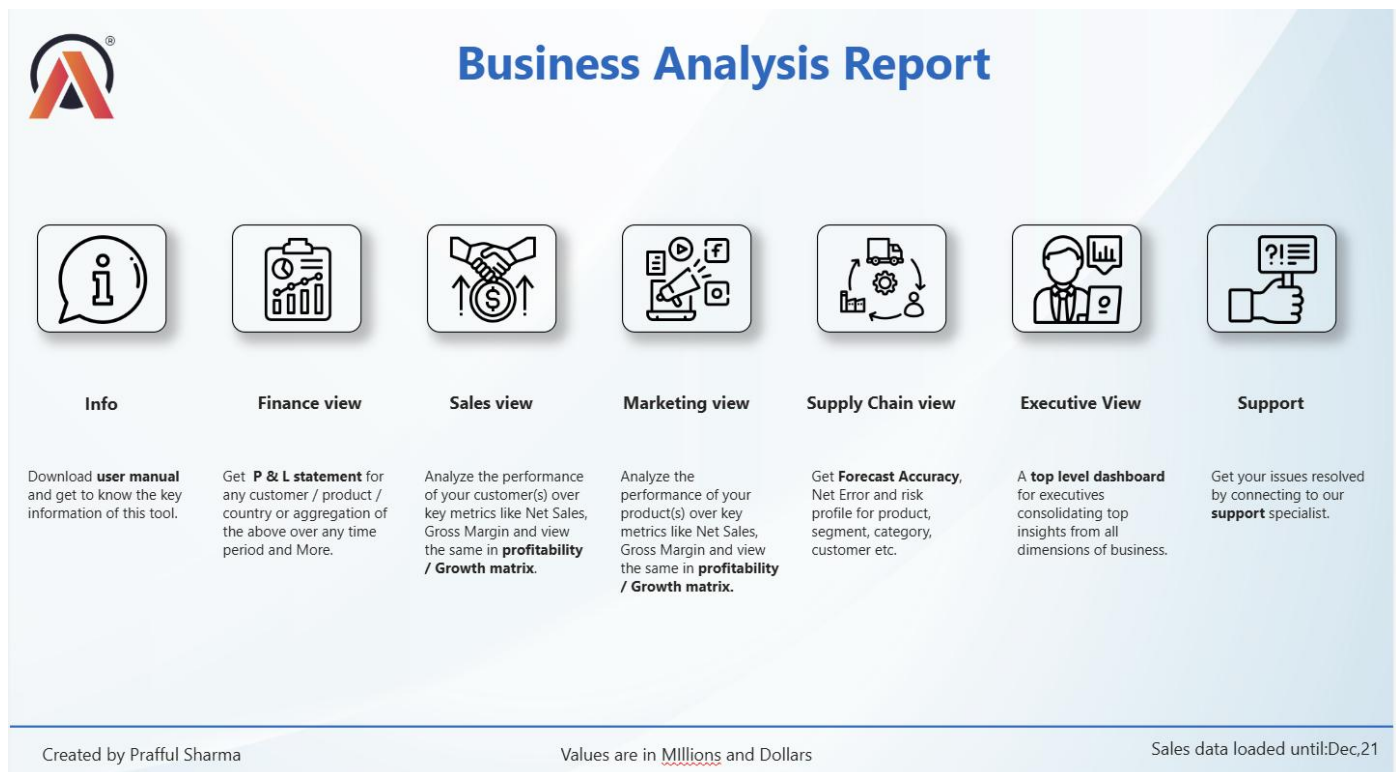 ®
Business Analysis Report
?!
Info
Finance view
Sales view
Marketing view
Supply Chain view
Executive View
Support
Download user manual
and get to know the key
information of this tool.
Get P & L statement for
any customer / product /
country or aggregation of
the above over any time
period and More.
Analyze the performance
of your customer(s) over
key metrics like Net Sales,
Gross Margin and view
the same in profitability
/ Growth matrix.
Analyze the
performance of your
product(s) over key
metrics like Net Sales,
Gross Margin and view
the same in profitability
/ Growth matrix.
Get Forecast Accuracy,
Net Error and risk
profile for product,
segment, category,
customer etc.
A top level dashboard
for executives
consolidating top
insights from all
dimensions of business.
Get your issues resolved
by connecting to our
support specialist.
Created by Prafful Sharma
Values are in MIllions and Dollars
Sales data loaded until:Dec,21